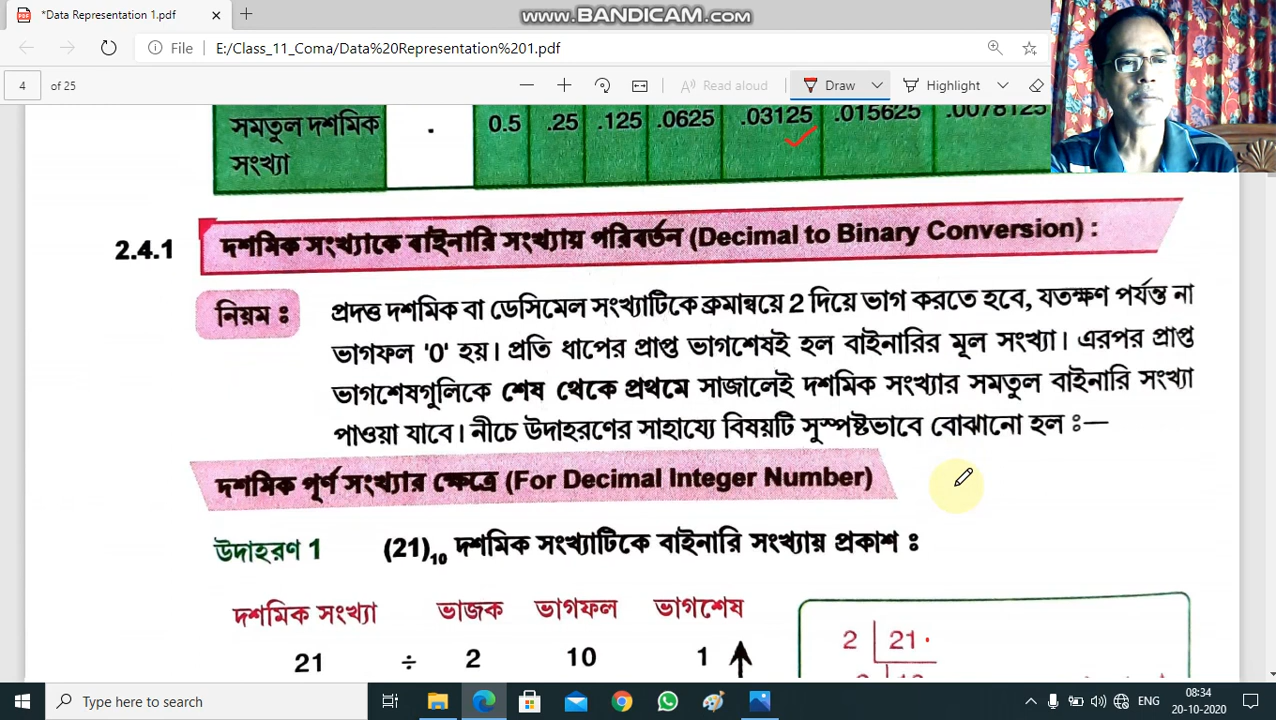 *Data Representation 1.pdf
www.BANDICAM.com
File E:/Class_11_Coma/Data%20Representation%201.pdf
4 of 25 Read aloud Draw Highlight
সমতুল দশমিক . 0.5 .25 .125 .0625 .03125 .015625 .0078125
সংখ্যা
2.4.1 দশমিক সংখ্যাকে বাইনারি সংখ্যায় পরিবর্তন (Decimal to Binary Conversion) :
নিয়ম ঃ প্রদত্ত দশমিক বা ডেসিমেল সংখ্যাটিকে ক্রমান্বয়ে 2 দিয়ে ভাগ করতে হবে, যতক্ষণ পর্যন্ত না
ভাগফল '0' হয়। প্রতি ধাপের প্রাপ্ত ভাগশেষই হল বাইনারির মূল সংখ্যা। এরপর প্রাপ্ত
ভাগশেষগুলিকে শেষ থেকে প্রথমে সাজালেই দশমিক সংখ্যার সমতুল বাইনারি সংখ্যা
পাওয়া যাবে। নীচে উদাহরণের সাহায্যে বিষয়টি সুস্পষ্টভাবে বোঝানো হল ঃ—
দশমিক পূর্ণ সংখ্যার ক্ষেত্রে (For Decimal Integer Number)
উদাহরণ 1 (21)10 দশমিক সংখ্যাটিকে বাইনারি সংখ্যায় প্রকাশ ঃ
দশমিক সংখ্যা ভাজক ভাগফল ভাগশেষ
21 ÷ 2 10 1
2 21
Type here to search
ENG
08:34
20-10-2020